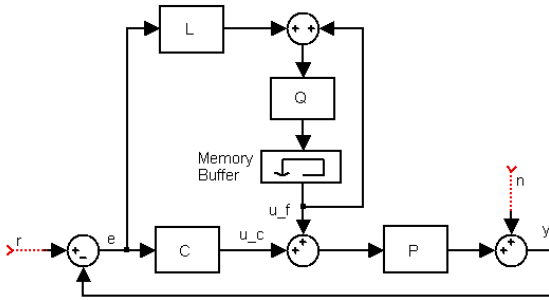 L
+ +
Q
Memory
Buffer
n
u_f
r
e
u_c
y
+
-
C
+
+
P
+
+